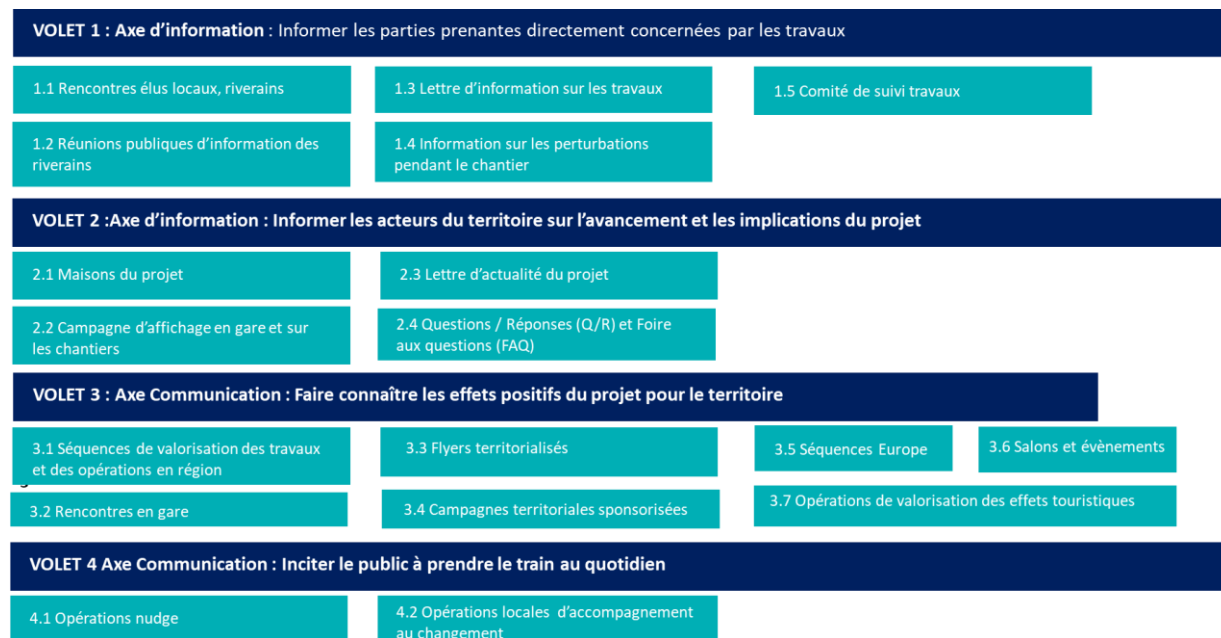 VOLET 1 : Axe d’information : Informer les parties prenantes directement concernées par les travaux
1.1 Rencontres élus locaux, riverains
1.2 Réunions publiques d’information des
riverains
1.3 Lettre d’information sur les travaux
1.4 Information sur les perturbations
pendant le chantier
1.5 Comité de suivi travaux
VOLET 2 :Axe d’information : Informer les acteurs du territoire sur l’avancement et les implications du projet
2.1 Maisons du projet
2.2 Campagne d’affichage en gare et sur
les chantiers
2.3 Lettre d’actualité du projet
2.4 Questions / Réponses (Q/R) et Foire
aux questions (FAQ)
VOLET 3 : Axe Communication : Faire connaître les effets positifs du projet pour le territoire
3.1 Séquences de valorisation des travaux
et des opérations en région
3.2 Rencontres en gare
3.3 Flyers territorialisés
3.4 Campagnes territoriales sponsorisées
3.5 Séquences Europe
3.6 Salons et évènements
3.7 Opérations de valorisation des effets touristiques
VOLET 4 Axe Communication : Inciter le public à prendre le train au quotidien
4.1 Opérations nudge
4.2 Opérations locales d’accompagnement
au changement